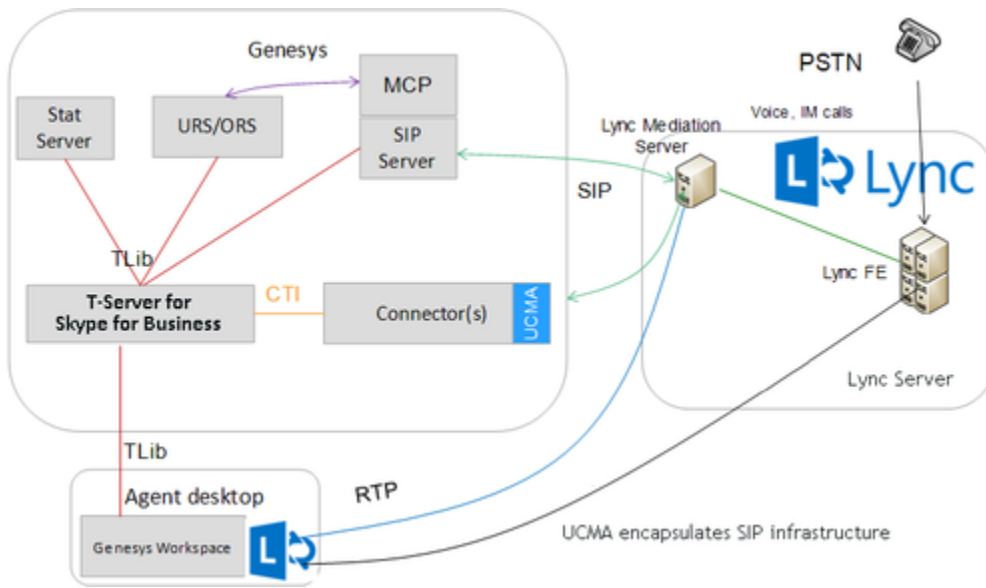 Genesys
MCP
Stat
Server
URS/ORS
SIP
Server
PSTN
Voice, IM calls
Lync Mediation
Server
L Lync
SIP
Lync FE
TLib
T-Server for
Skype for Business
CTI
Connector(s)
UCMA
Lync Server
TLib
Agent desktop
RTP
Genesys Workspace
L
UCMA encapsulates SIP infrastructure